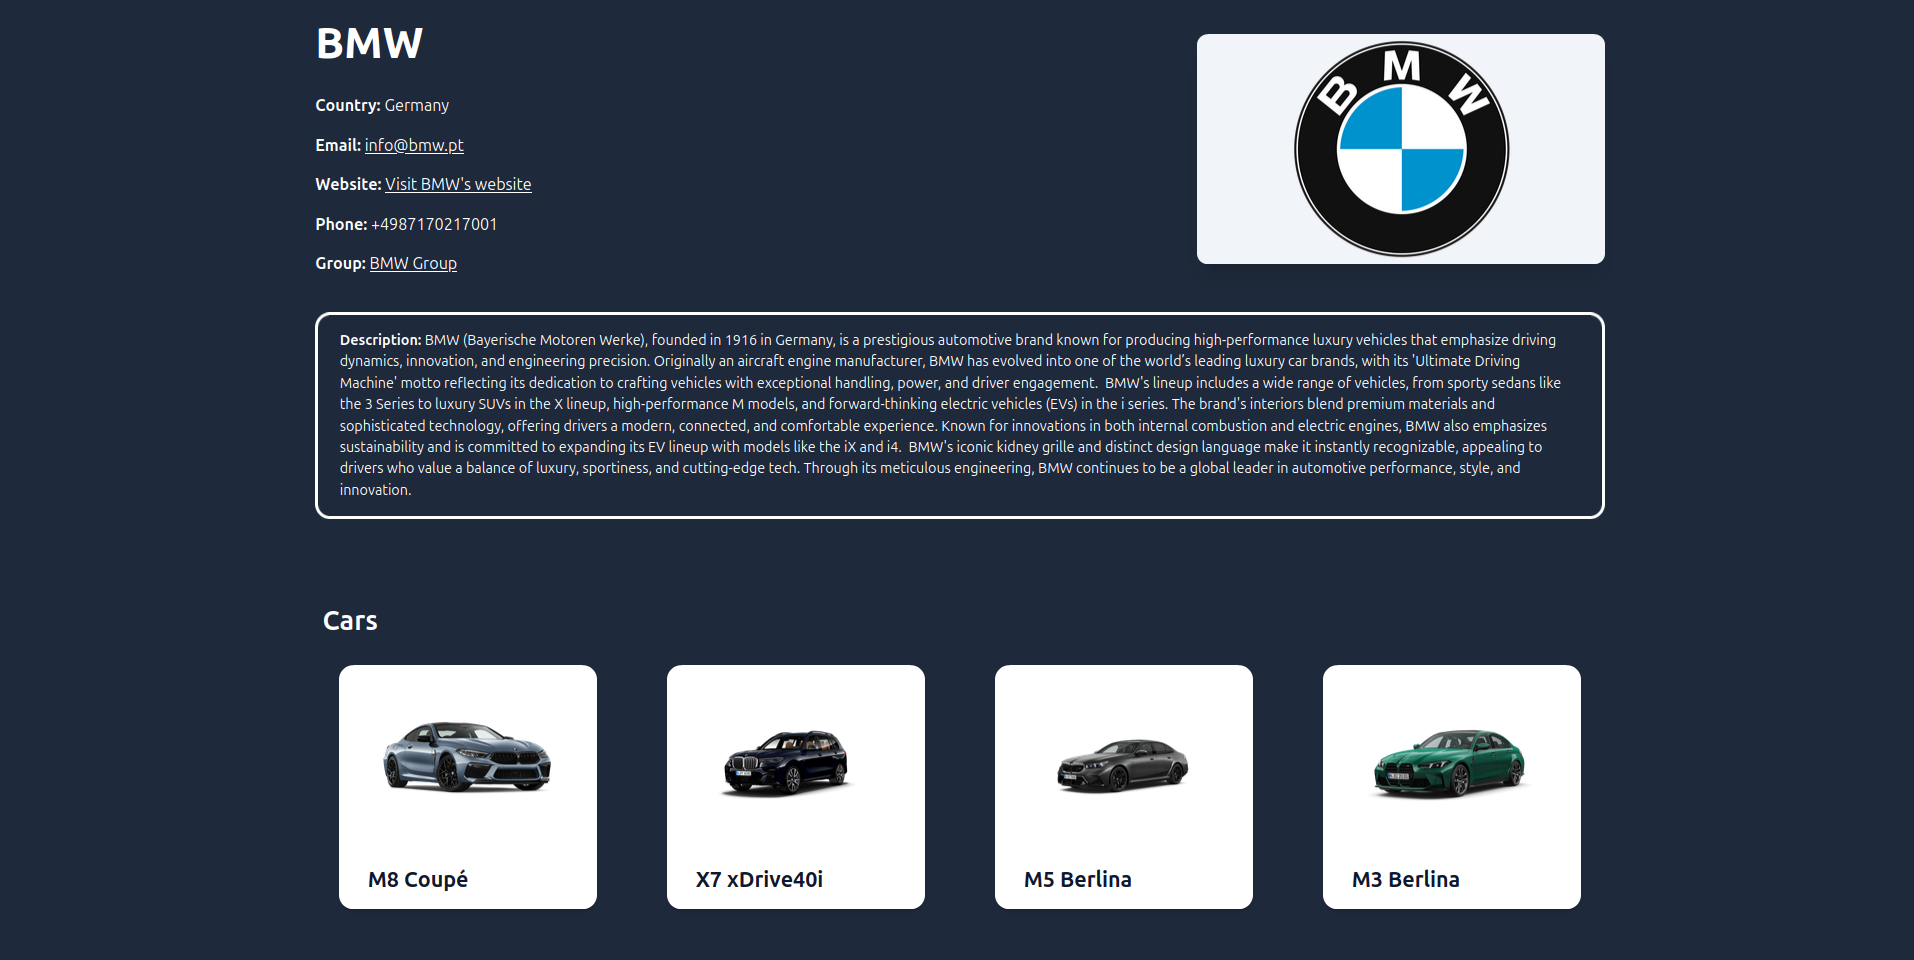 BMW
B M W
Country: Germany
Email: info@bmw.pt
Website: Visit BMW's website
Phone: +4987170217001
Group: BMW Group
Description: BMW (Bayerische Motoren Werke), founded in 1916 in Germany, is a prestigious automotive brand known for producing high-performance luxury vehicles that emphasize driving
dynamics, innovation, and engineering precision. Originally an aircraft engine manufacturer, BMW has evolved into one of the world’s leading luxury car brands, with its 'Ultimate Driving
Machine' motto reflecting its dedication to crafting vehicles with exceptional handling, power, and driver engagement.  BMW's lineup includes a wide range of vehicles, from sporty sedans like
the 3 Series to luxury SUVs in the X lineup, high-performance M models, and forward-thinking electric vehicles (EVs) in the i series. The brand's interiors blend premium materials and
sophisticated technology, offering drivers a modern, connected, and comfortable experience. Known for innovations in both internal combustion and electric engines, BMW also emphasizes
sustainability and is committed to expanding its EV lineup with models like the iX and i4.  BMW's iconic kidney grille and distinct design language make it instantly recognizable, appealing to
drivers who value a balance of luxury, sportiness, and cutting-edge tech. Through its meticulous engineering, BMW continues to be a global leader in automotive performance, style, and
innovation.
Cars
M8 Coupé
X7 xDrive40i
M5 Berlina
M3 Berlina